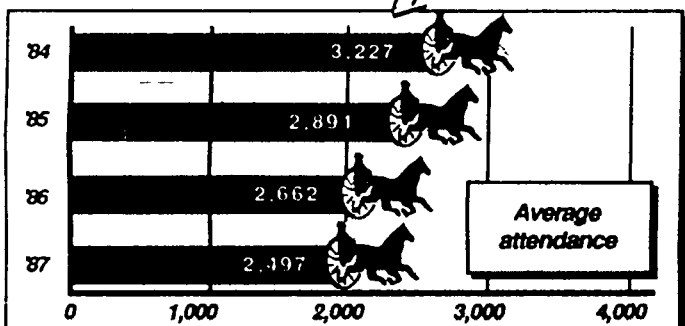 '84 3,227
'85 2,891
'86 2,662
'87 2,497
Average
attendance
0 1,000 2,000 3,000 4,000